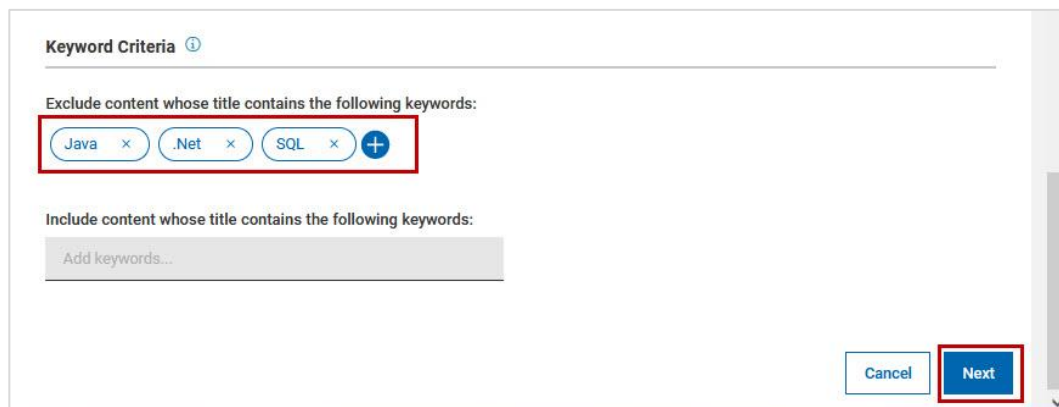 Keyword Criteria
Exclude content whose title contains the following keywords:
Java × .Net × SQL ×
Include content whose title contains the following keywords:
Add keywords...
Cancel Next